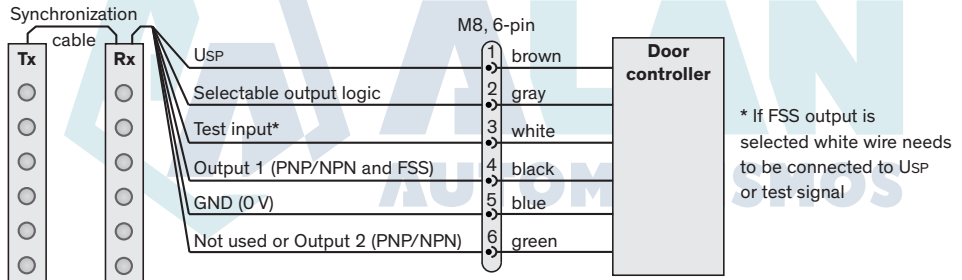 Synchronization
cable
Tx
Rx
M8, 6-pin
USP
1
brown
Selectable output logic
2
gray
Test input*
3
white
Output 1 (PNP/NPN and FSS)
4
black
GND (0 V)
5
blue
Not used or Output 2 (PNP/NPN)
6
green
Door
controller
* If FSS output is
selected white wire needs
to be connected to USP
or test signal
ALAN